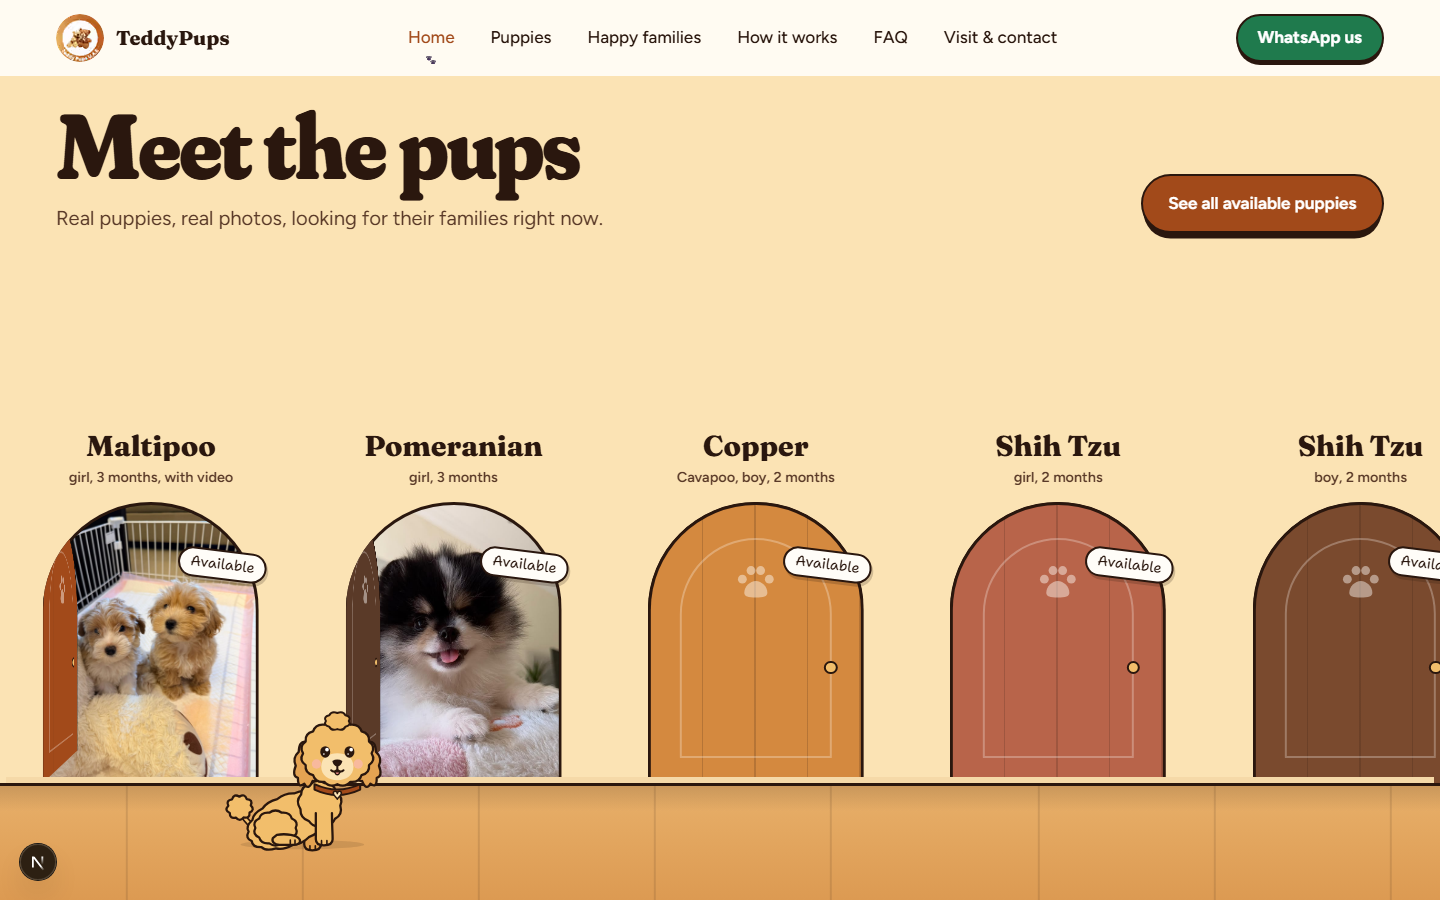 TeddyPups
Home
Puppies
Happy families
How it works
FAQ
Visit & contact
WhatsApp us
Meet the pups
Real puppies, real photos, looking for their families right now.
See all available puppies
Maltipoo
girl, 3 months, with video
Pomeranian
girl, 3 months
Copper
Cavapoo, boy, 2 months
Shih Tzu
girl, 2 months
Shih Tzu
boy, 2 months
Available
Available
Available
Available
Availa
N